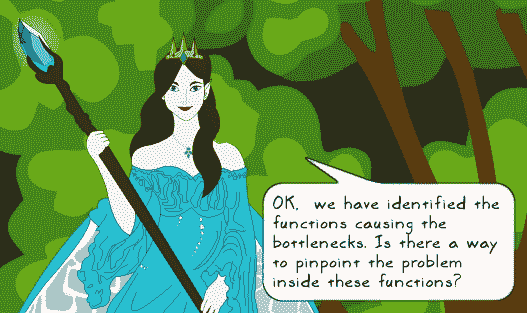 OK, we have identified the
functions causing the
bottlenecks. Is there a way
to pinpoint the problem
inside these functions?